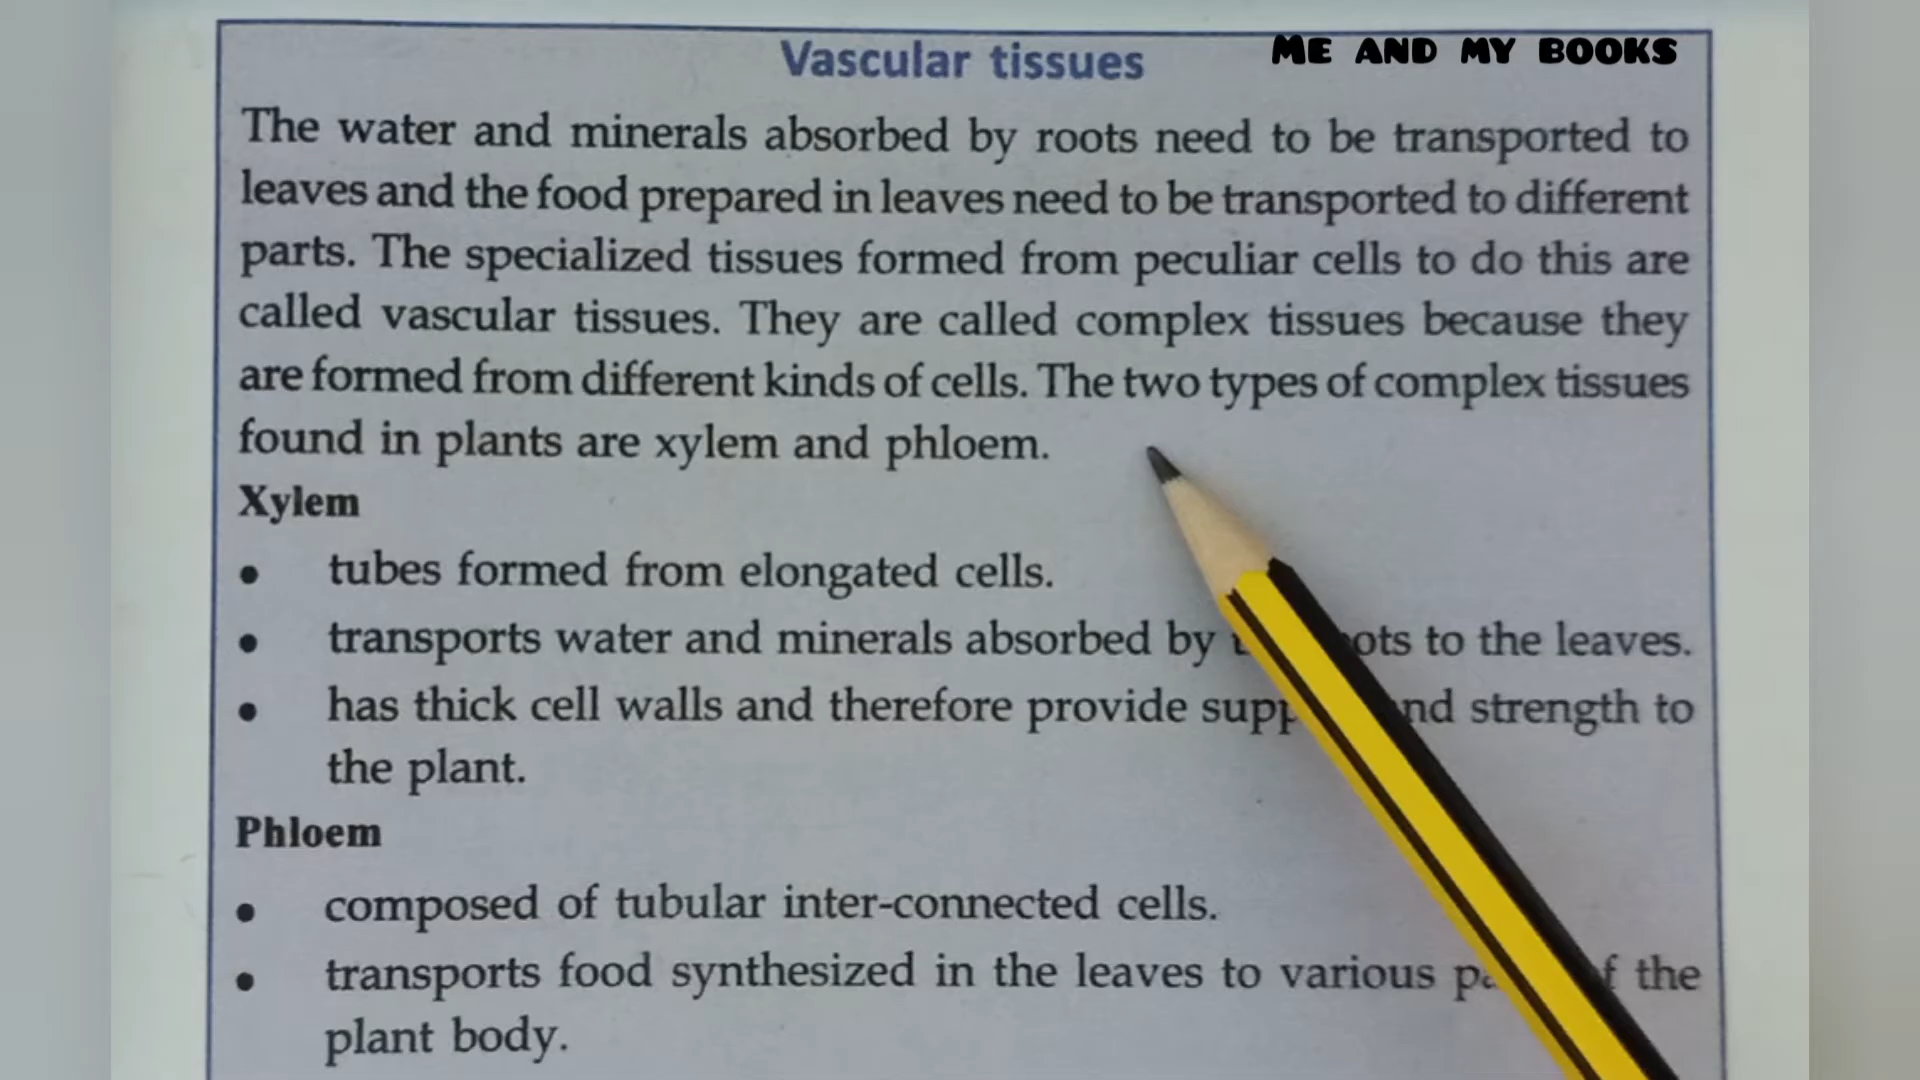 Vascular tissues
ME AND MY BOOKS
The water and minerals absorbed by roots need to be transported to
leaves and the food prepared in leaves need to be transported to different
parts. The specialized tissues formed from peculiar cells to do this are
called vascular tissues. They are called complex tissues because they
are formed from different kinds of cells. The two types of complex tissues
found in plants are xylem and phloem.
Xylem
• tubes formed from elongated cells.
• transports water and minerals absorbed by to the leaves.
• has thick cell walls and therefore provide strength to
the plant.
Phloem
• composed of tubular inter-connected cells.
• transports food synthesized in the leaves to various the
plant body.